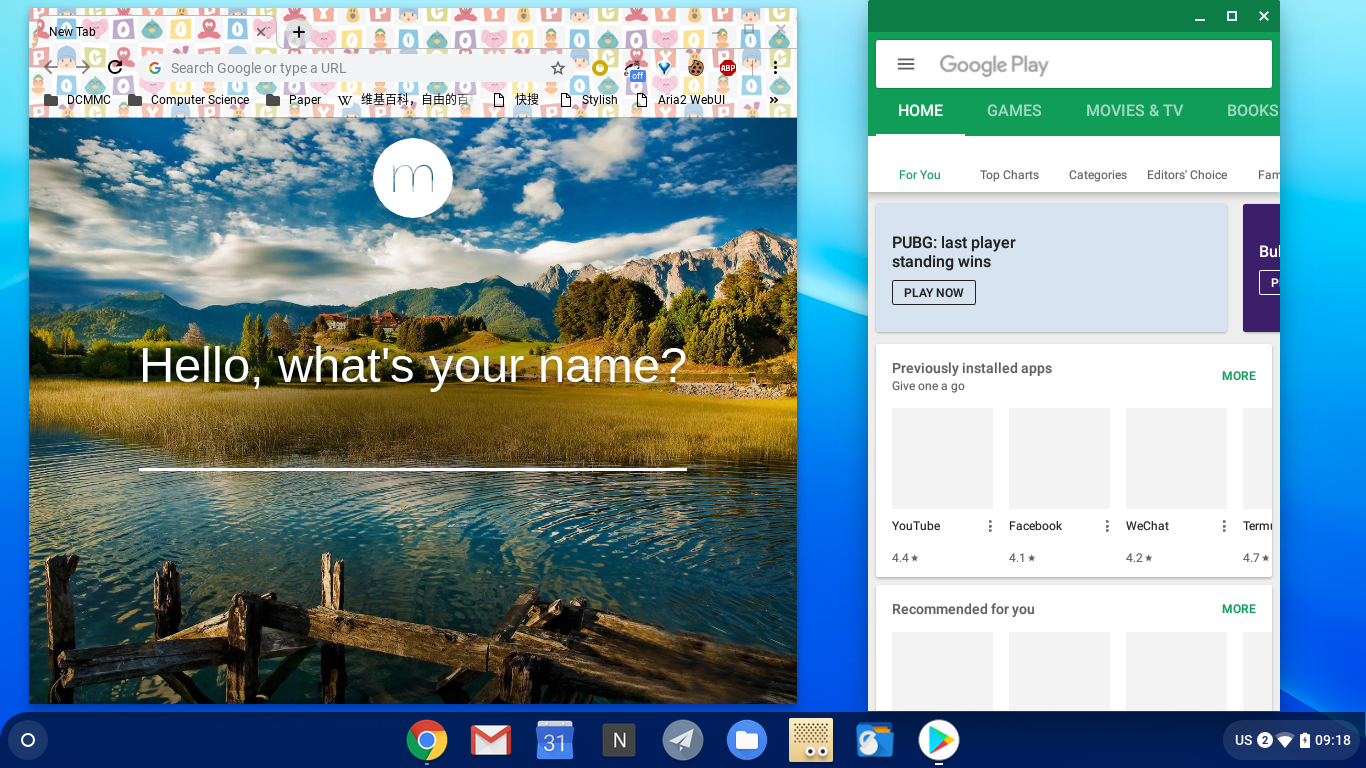 New Tab
Search Google or type a URL
off
ABP
DCMMC
Computer Science
Paper
W 维基百科，自由的百
快搜
Stylish
Aria2 WebUI
m
Hello, what's your name?
Google Play
HOME
GAMES
MOVIES & TV
BOOKS
For You
Top Charts
Categories
Editors' Choice
Fam
PUBG: last player
standing wins
PLAY NOW
Previously installed apps
Give one a go
MORE
YouTube
Facebook
WeChat
4.4
4.1
4.2
4.7
Recommended for you
MORE
31
N
US
2
09:18